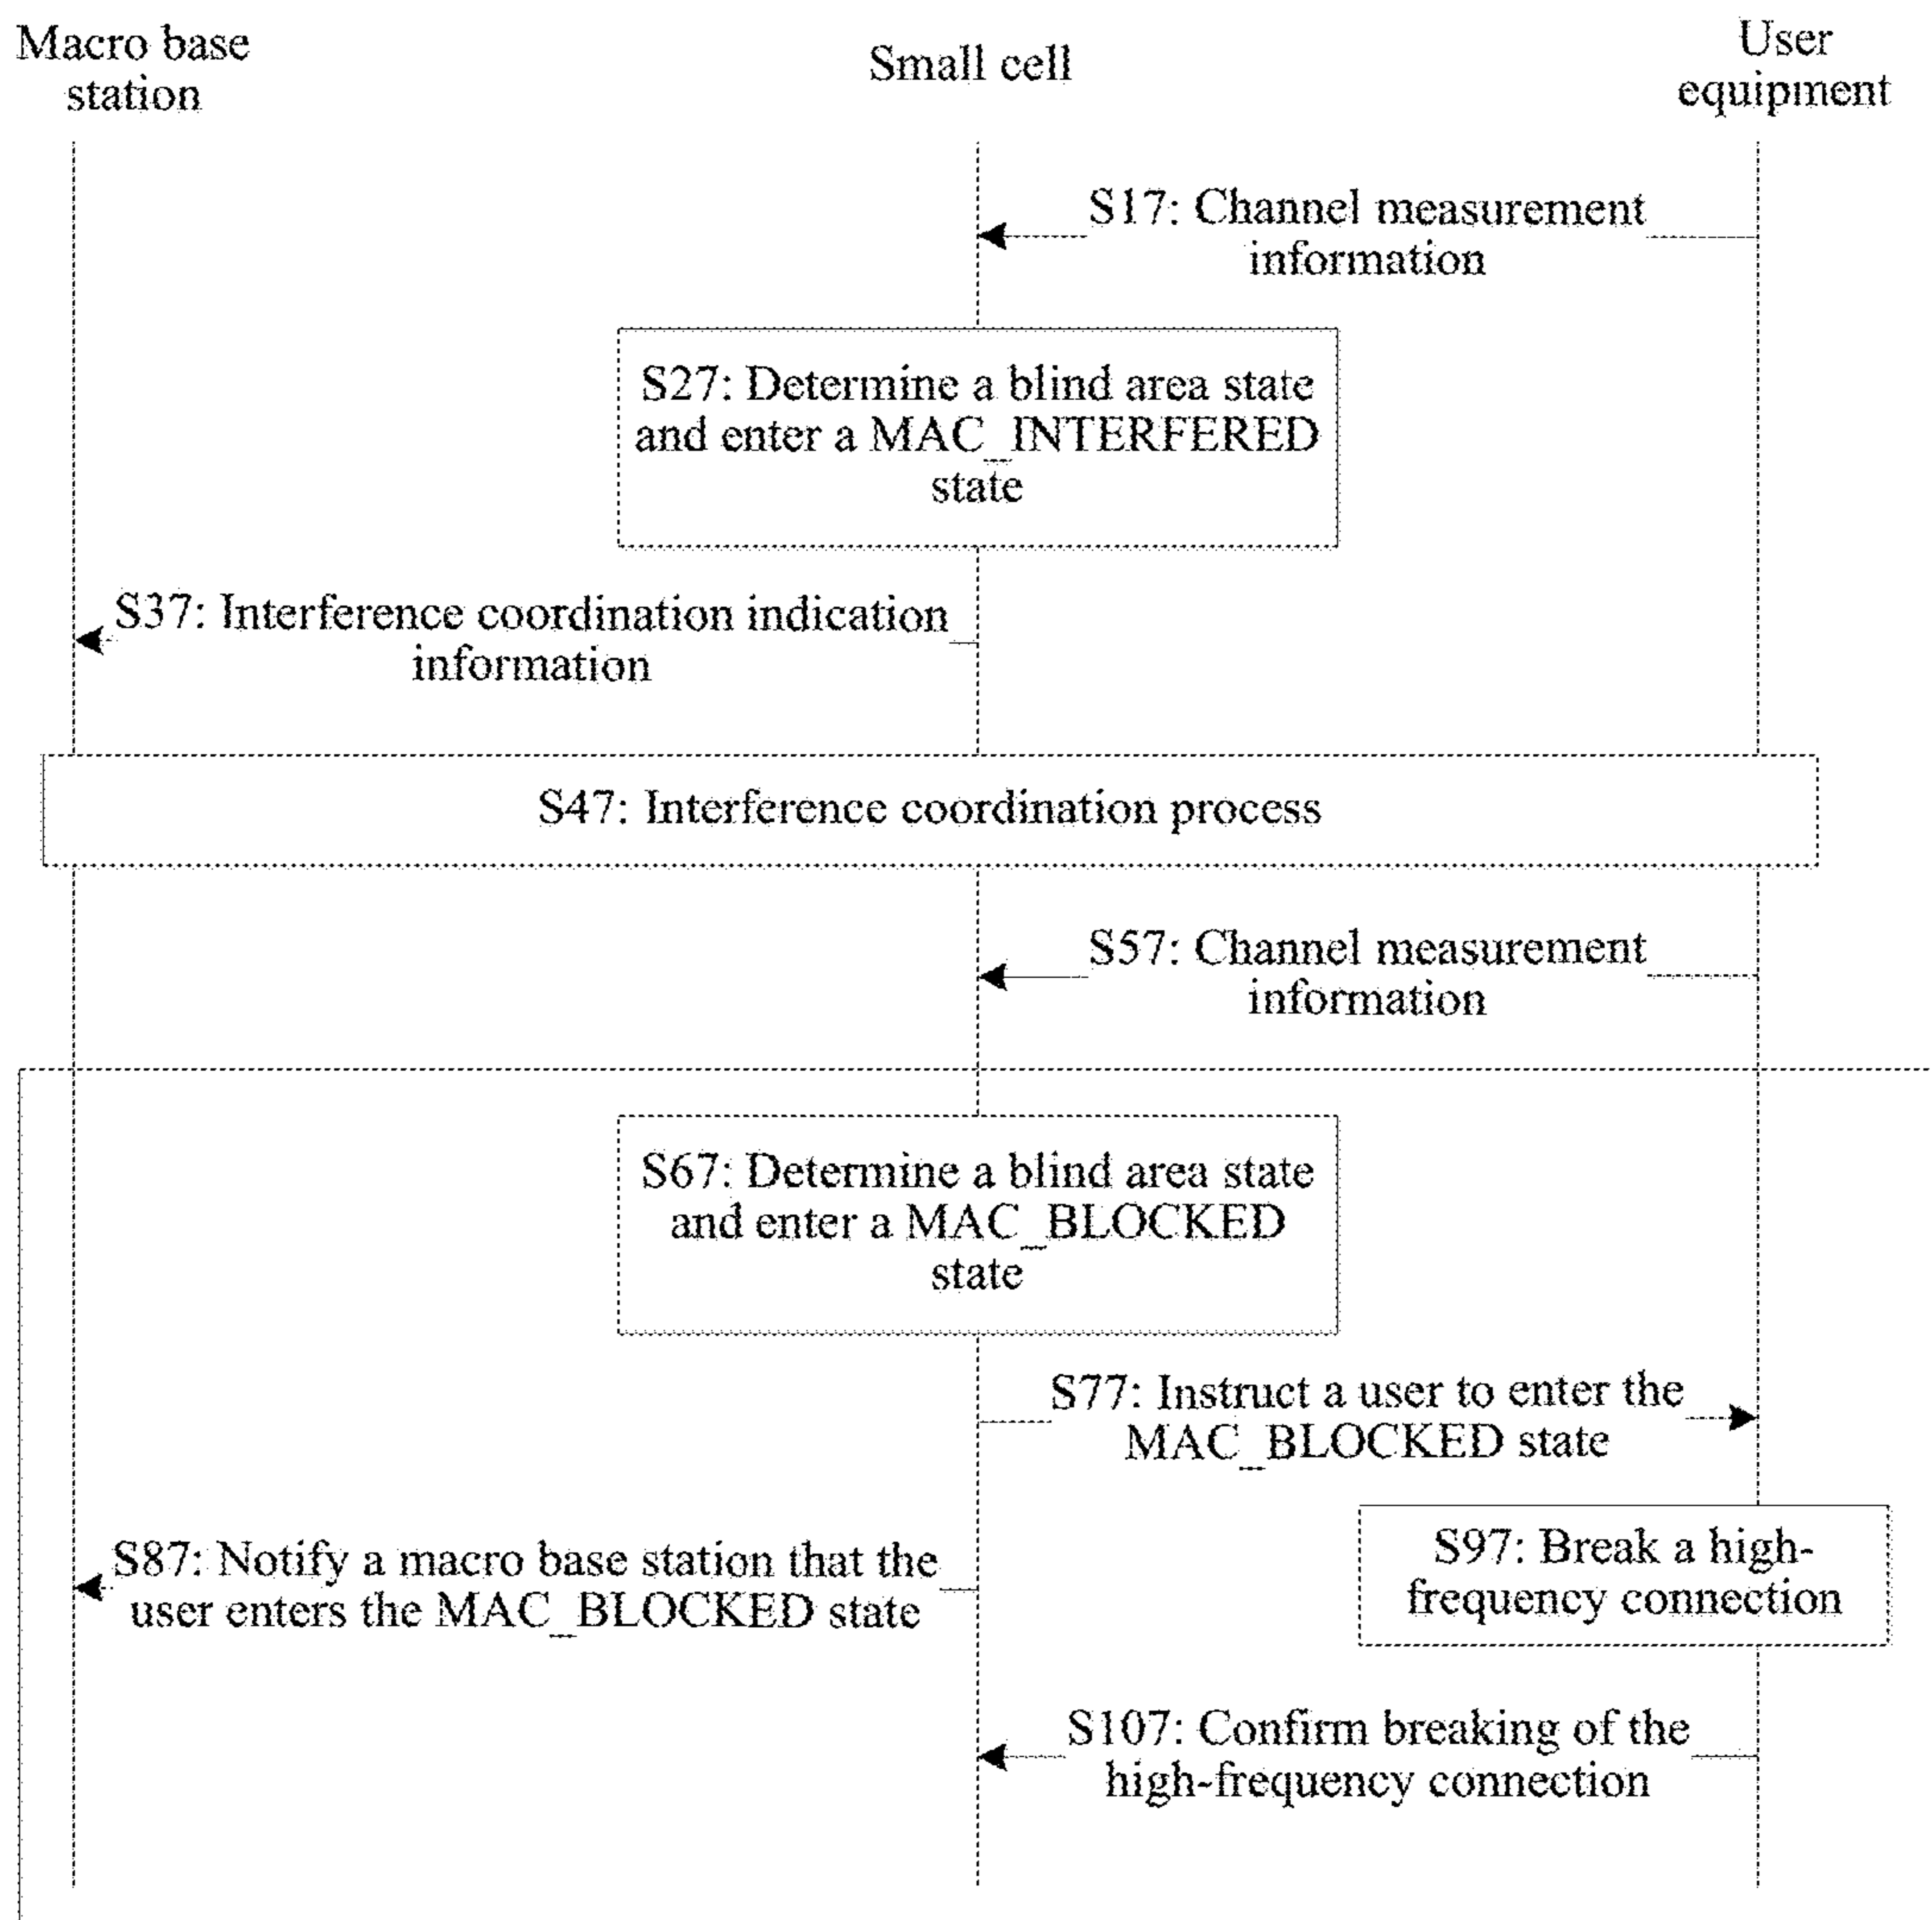 Macro base
station
Small cell
User
equipment
S17: Channel measurement
information
S27: Determine a blind area state
and enter a MAC_INTERFERED
state
S37: Interference coordination indication
information
S47: Interference coordination process
S57: Channel measurement
information
S67: Determine a blind area state
and enter a MAC_BLOCKED
state
S77: Instruct a user to enter the
MAC_BLOCKED state
S87: Notify a macro base station that the
user enters the MAC_BLOCKED state
S97: Break a high-
frequency connection
S107: Confirm breaking of the
high-frequency connection